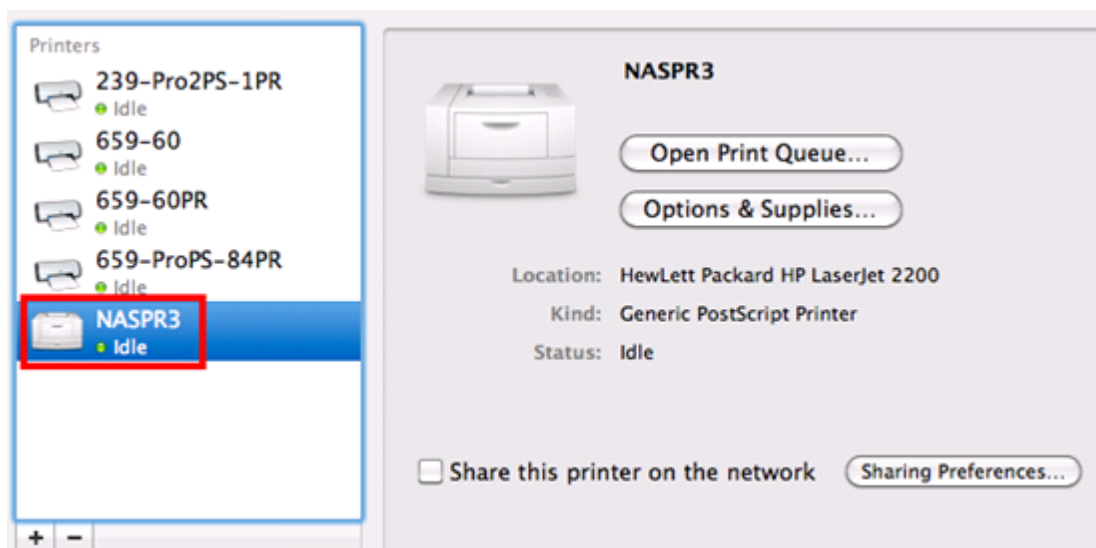 Printers
239-Pro2PS-1PR
Idle
659-60
Idle
659-60PR
Idle
659-ProPS-84PR
Idle
NASPR3
Idle
+ −
NASPR3
Open Print Queue...
Options & Supplies...
Location: HewLett Packard HP LaserJet 2200
Kind: Generic PostScript Printer
Status: Idle
Share this printer on the network
Sharing Preferences...